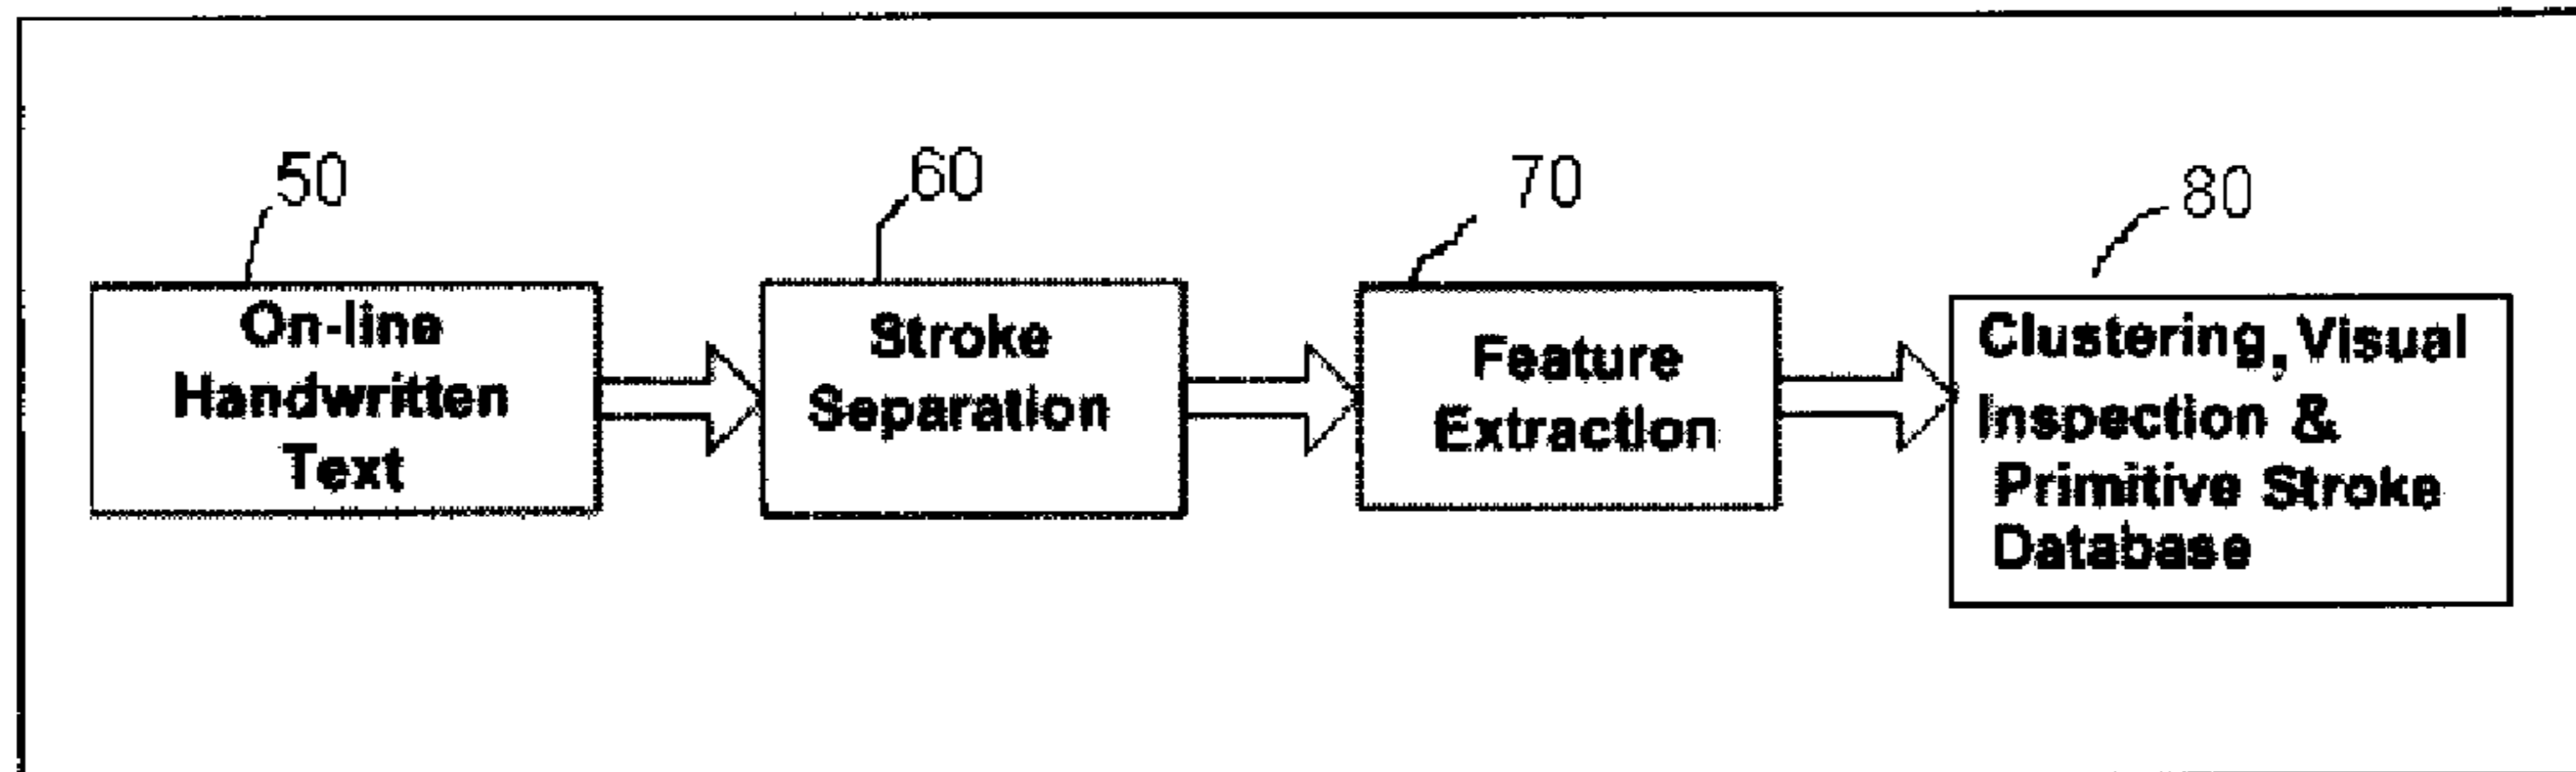 50
60
70
80
On-line
Handwritten
Text
Stroke
Separation
Feature
Extraction
Clustering, Visual
Inspection &
Primitive Stroke
Database